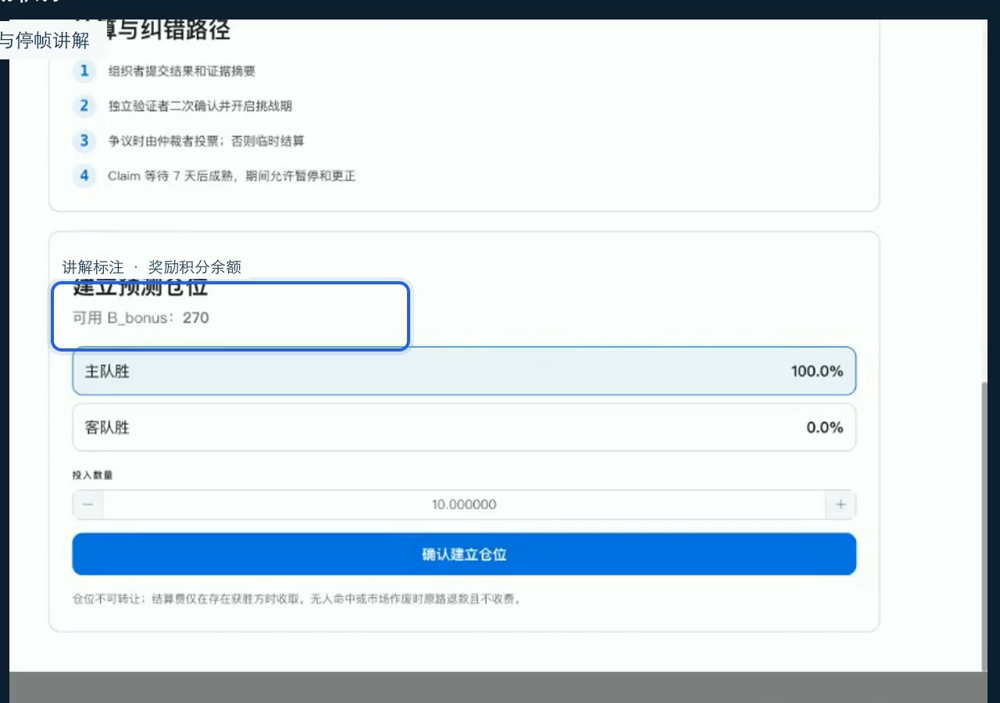 与停帧讲解
算与纠错路径
1 组织者提交结果和证据摘要
2 独立验证者二次确认并开启挑战期
3 争议时由仲裁者投票；否则临时结算
4 Claim 等待 7 天后成熟，期间允许暂停和更正
讲解标注 · 奖励积分余额
建立预测仓位
可用 B_bonus：270
主队胜 100.0%
客队胜 0.0%
投入数量
− 10.000000 +
确认建立仓位
仓位不可转让；结算费仅在存在获胜方时收取。无人命中或市场作废时原路退款且不收费。